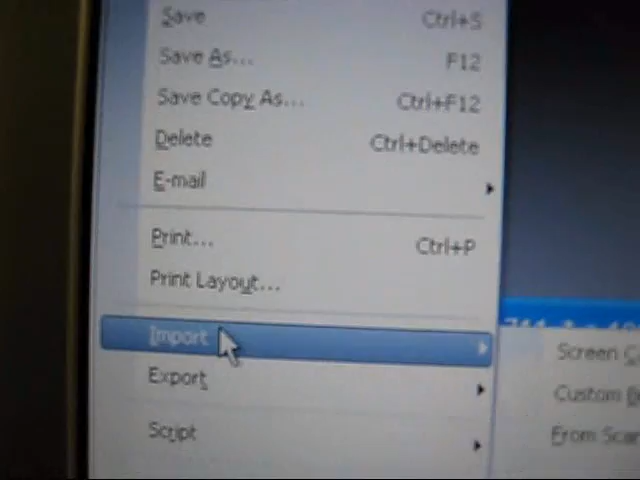 Save Ctrl+S
Save As... F12
Save Copy As... Ctrl+F12
Delete Ctrl+Delete
E-mail
Print... Ctrl+P
Print Layout...
Import
Screen
Export
Custom
Script
From